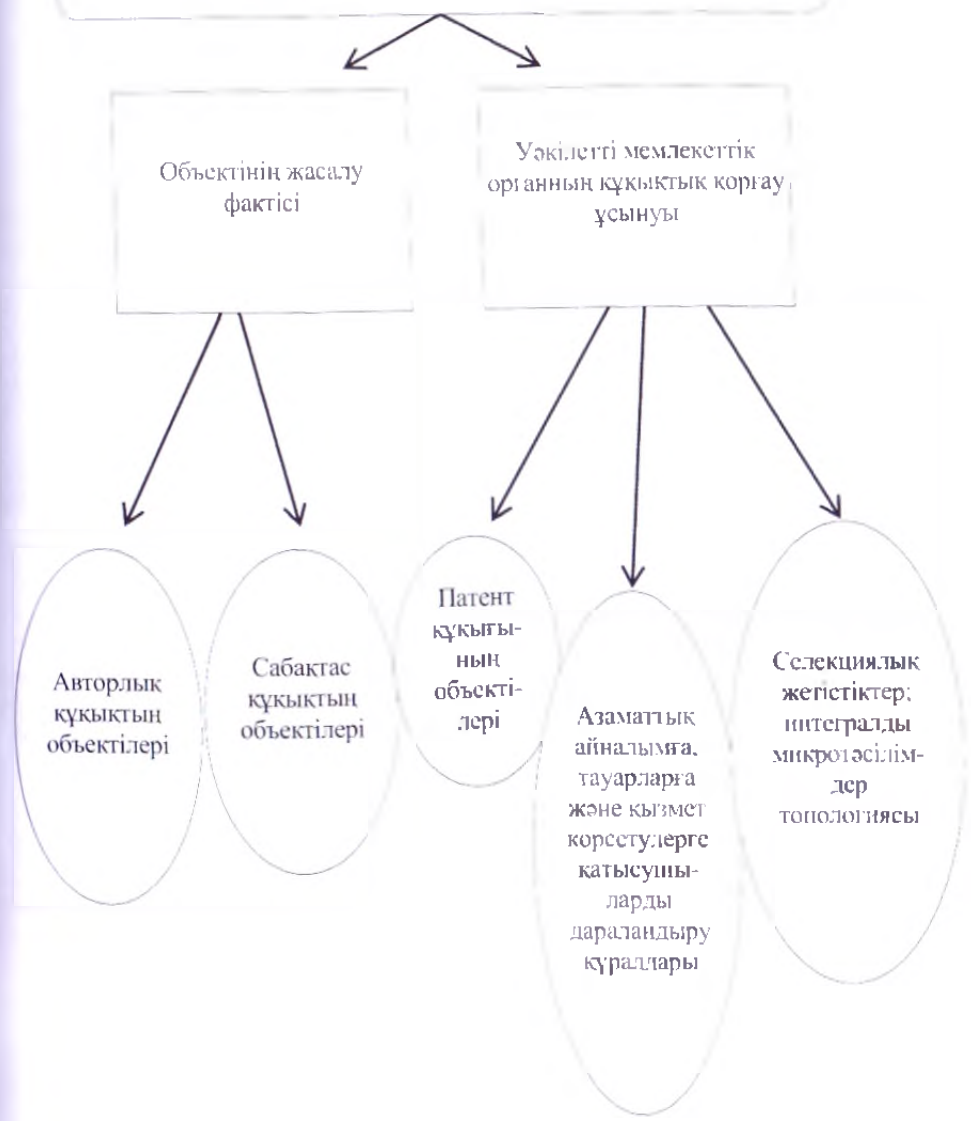 Объектінің жасалу
фактісі
Уәкілетті мемлекеттік
органның құқықтық қорғау
ұсынуы
Авторлық
құқықтың
объектілері
Сабақтас
құқықтың
объектілері
Патент
құқығы-
ның
объекті-
лері
Азаматтық
айналымға,
тауарларға
және қызмет
көрсетулерге
қатысушы-
ларды
дараландыру
құралдары
Селекциялық
жетістіктер;
интегралды
микротәсілім-
дер
топологиясы